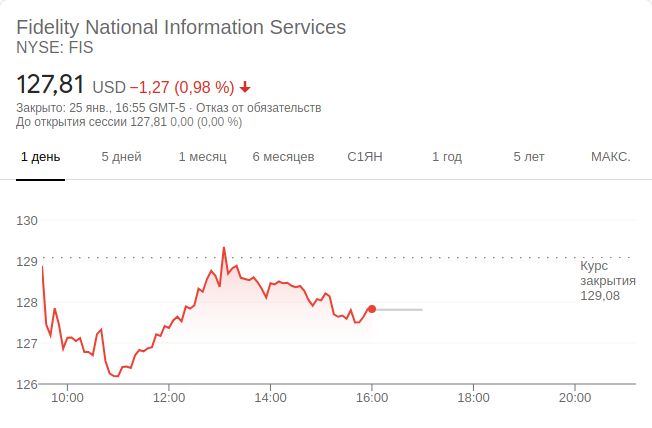 Fidelity National Information Services
NYSE: FIS
127,81 USD −1,27 (0,98 %)
Закрыто: 25 янв., 16:55 GMT-5 · Отказ от обязательств
До открытия сессии 127,81 0,00 (0,00 %)
1 день 5 дней 1 месяц 6 месяцев С1ЯН 1 год 5 лет МАКС.
130
129
Курс
закрытия
129,08
128
127
126
10:00 12:00 14:00 16:00 18:00 20:00